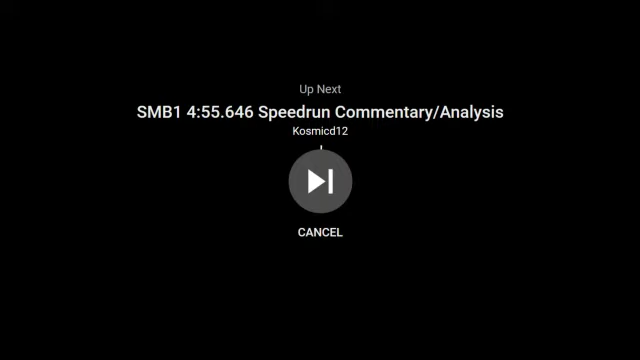 Up Next
SMB1 4:55.646 Speedrun Commentary/Analysis
Kosmicd12
CANCEL